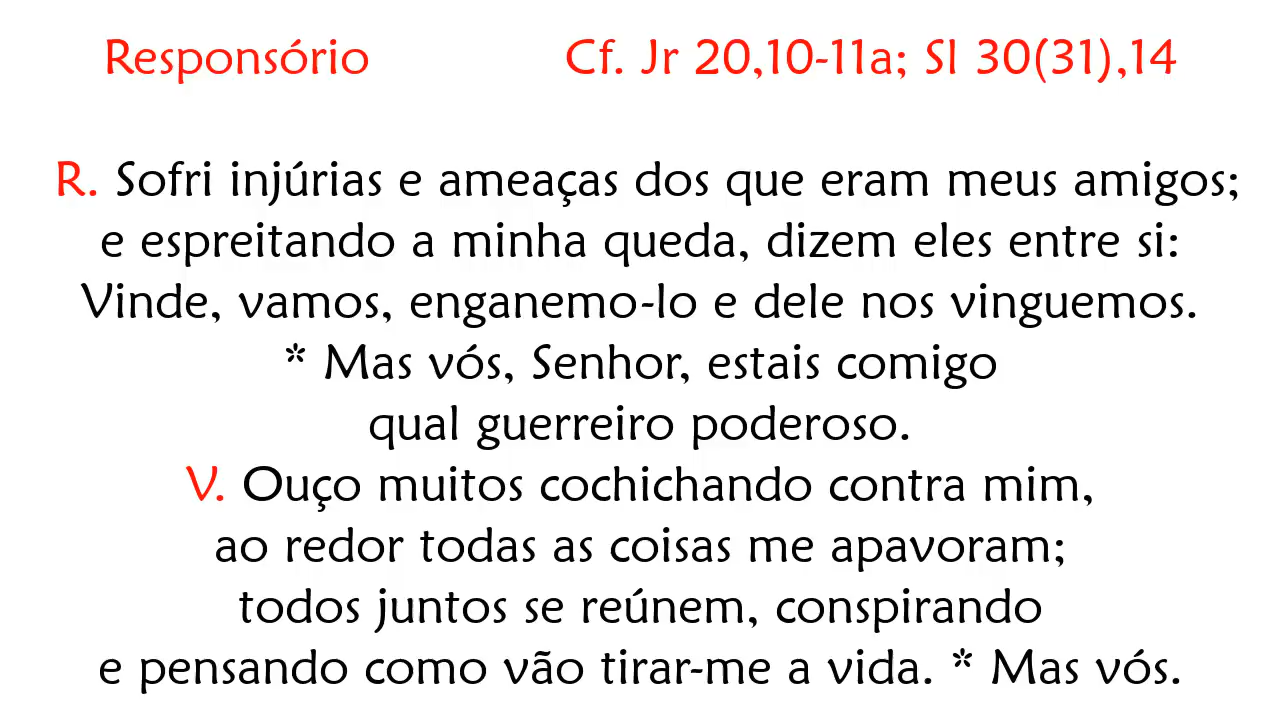 Responsório Cf. Jr 20,10-11a; Sl 30(31),14
R. Sofri injúrias e ameaças dos que eram meus amigos;
e espreitando a minha queda, dizem eles entre si:
Vinde, vamos, enganemo-lo e dele nos vinguemos.
* Mas vós, Senhor, estais comigo
qual guerreiro poderoso.
V. Ouço muitos cochichando contra mim,
ao redor todas as coisas me apavoram;
todos juntos se reúnem, conspirando
e pensando como vão tirar-me a vida. * Mas vós.